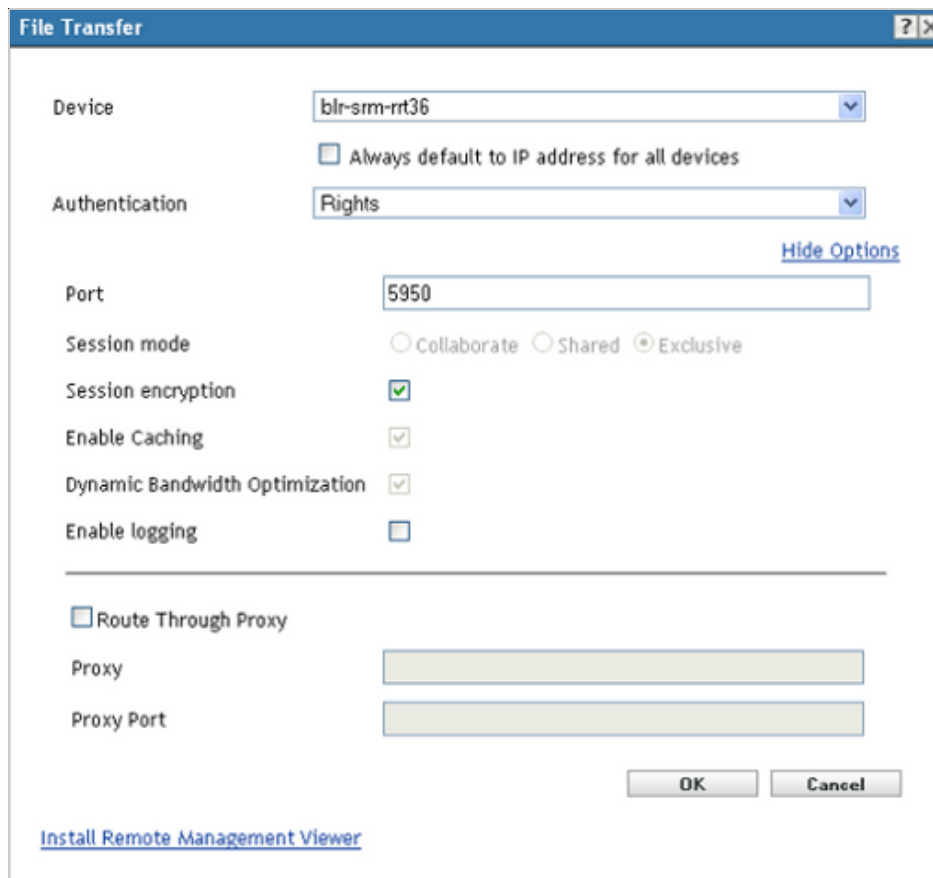 File Transfer
Device blr-srm-rrt36
Always default to IP address for all devices
Authentication Rights
Hide Options
Port 5950
Session mode Collaborate Shared Exclusive
Session encryption
Enable Caching
Dynamic Bandwidth Optimization
Enable logging
Route Through Proxy
Proxy
Proxy Port
OK Cancel
Install Remote Management Viewer